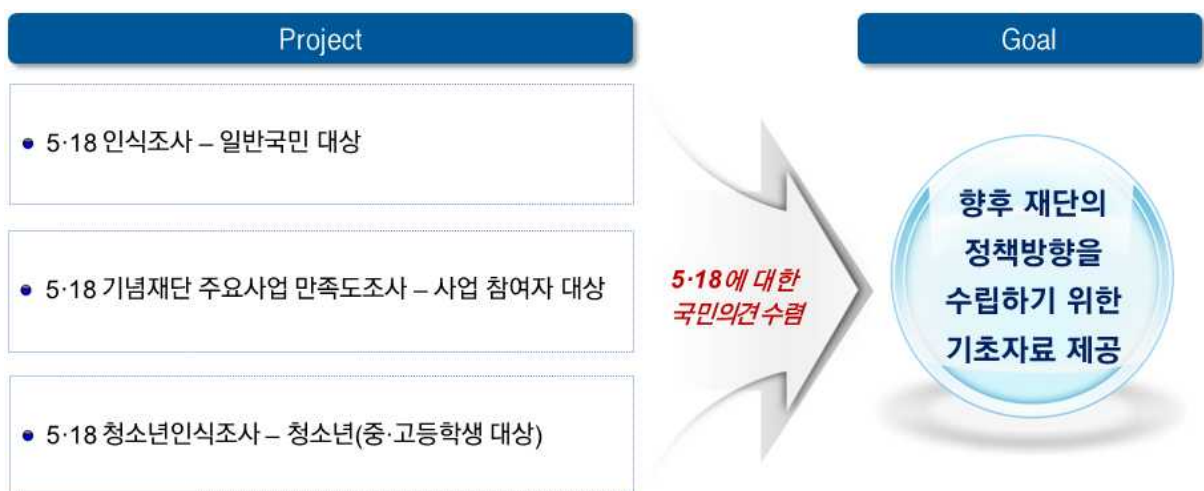 Project
Goal
5·18 인식조사 – 일반국민 대상
5·18 기념재단 주요사업 만족도조사 – 사업 참여자 대상
5·18 청소년인식조사 – 청소년(중·고등학생 대상)
5·18에 대한
국민의견 수렴
향후 재단의
정책방향을
수립하기 위한
기초자료 제공